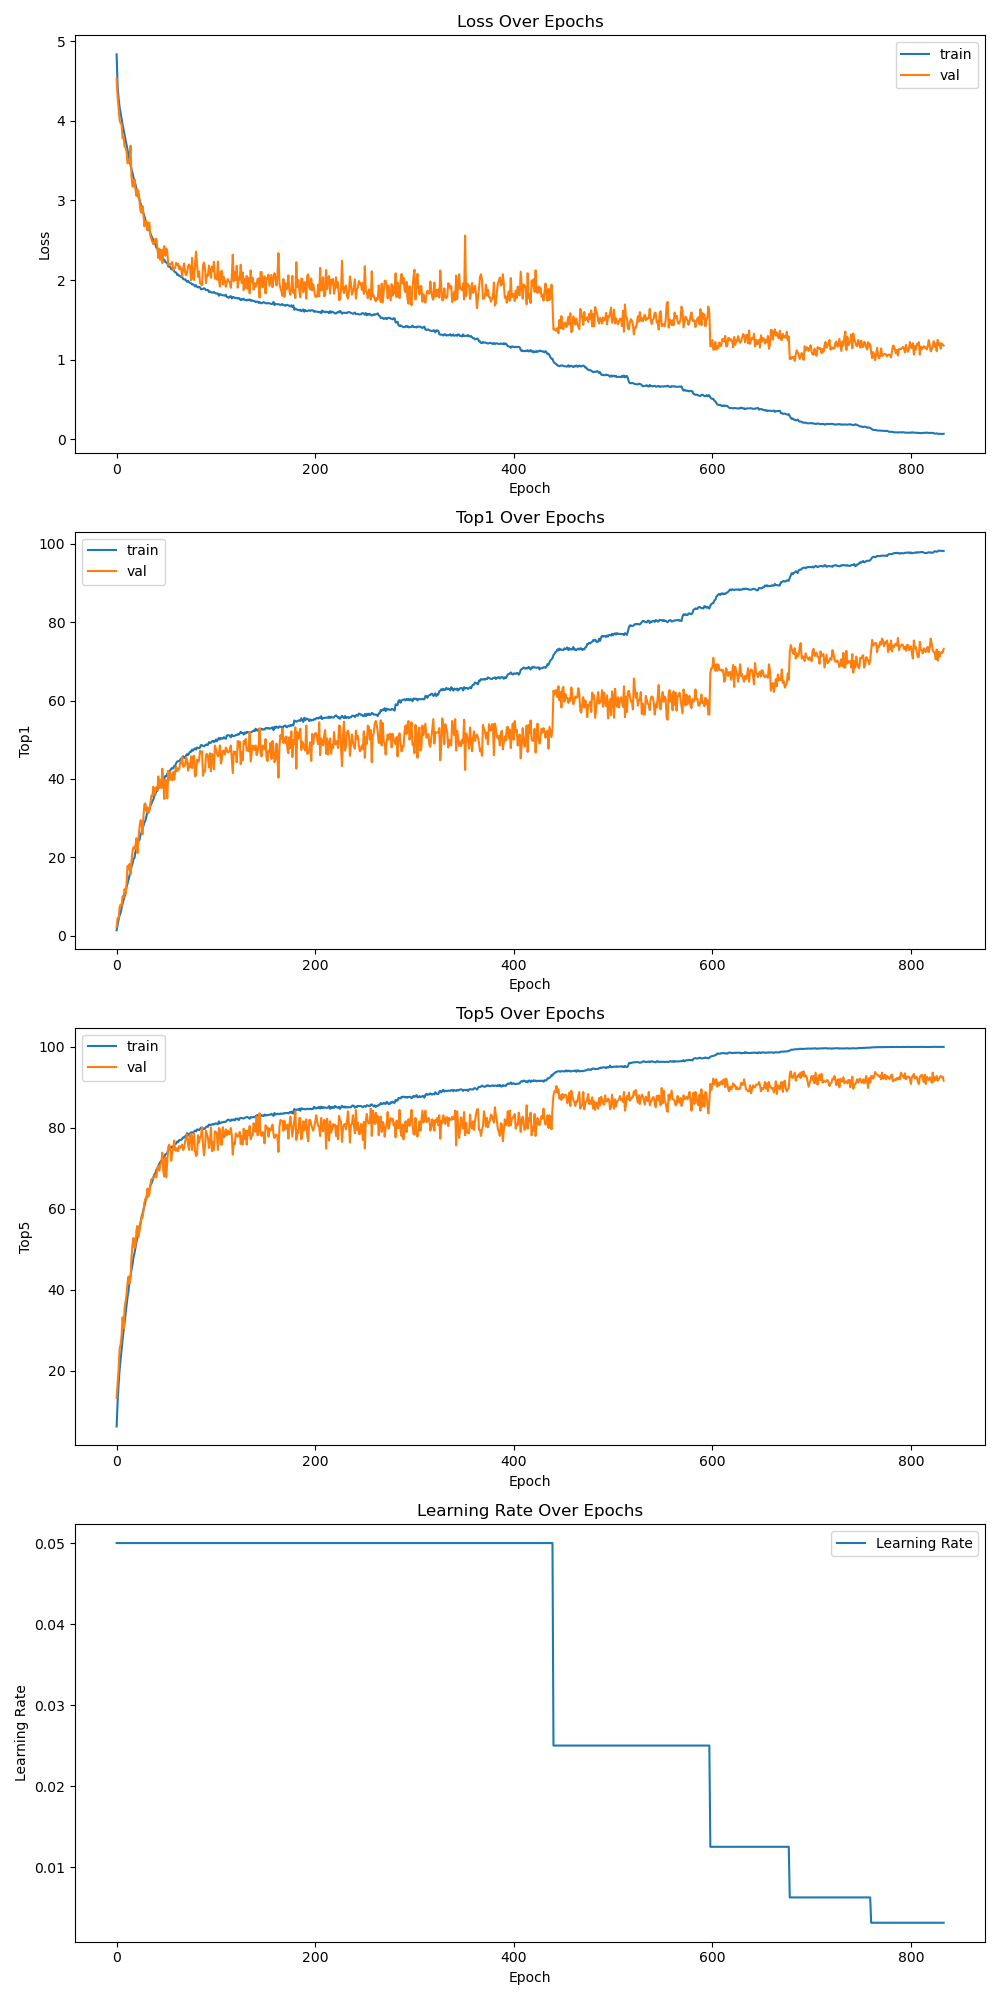 Loss Over Epochs
5
4
3
2
1
0
Loss
train
val
0 200 400 600 800
Epoch
Top1 Over Epochs
100
80
60
40
20
0
Top1
train
val
0 200 400 600 800
Epoch
Top5 Over Epochs
100
80
60
40
20
Top5
train
val
0 200 400 600 800
Epoch
Learning Rate Over Epochs
0.05
0.04
0.03
0.02
0.01
Learning Rate
Learning Rate
0 200 400 600 800
Epoch